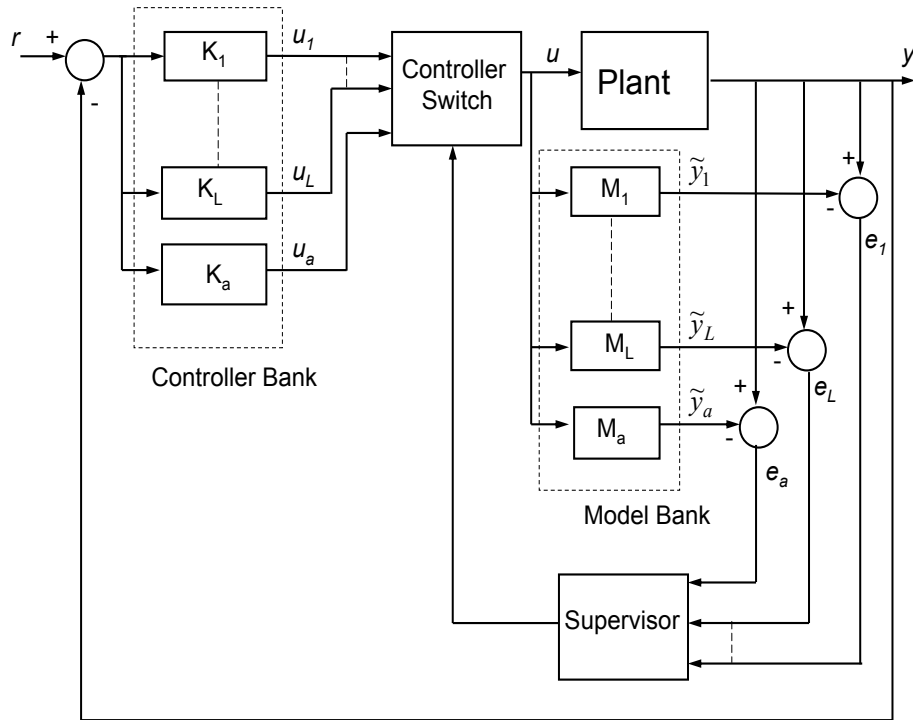 r
+
-
K1
u1
KL
uL
Ka
ua
Controller Bank
Controller
Switch
u
Plant
y
M1
ỹ1
+
-
e1
ML
ỹL
+
-
eL
Ma
ỹa
+
-
ea
Model Bank
Supervisor